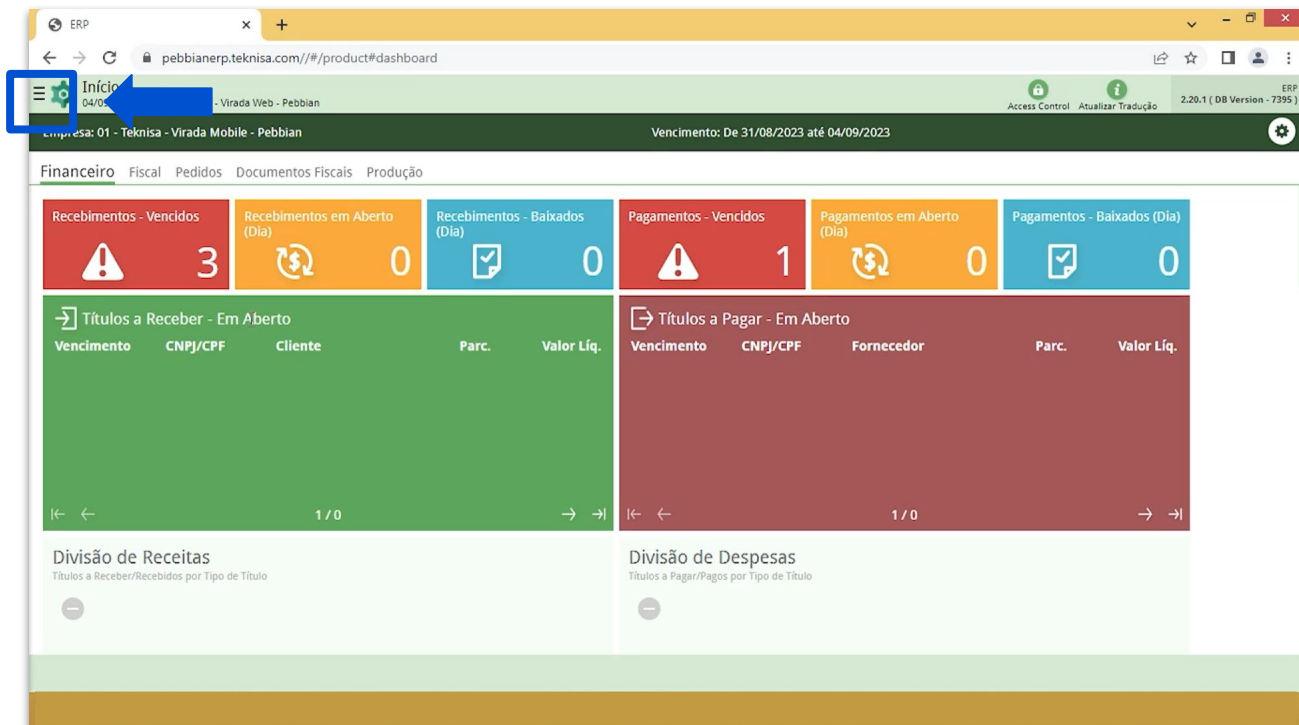 ERP
pebbianerp.teknisa.com//#/product#dashboard
Início
04/09
- Virada Web - Pebbian
Access Control
Atualizar Tradução
ERP
2.20.1 ( DB Version - 7395 )
Empresa: 01 - Teknisa - Virada Mobile - Pebbian
Vencimento: De 31/08/2023 até 04/09/2023
Financeiro Fiscal Pedidos Documentos Fiscais Produção
Recebimentos - Vencidos
3
Recebimentos em Aberto
(Dia)
0
Recebimentos - Baixados
(Dia)
0
Pagamentos - Vencidos
1
Pagamentos em Aberto
(Dia)
0
Pagamentos - Baixados (Dia)
0
Títulos a Receber - Em Aberto
Vencimento CNPJ/CPF Cliente Parc. Valor Líq.
1 / 0
Títulos a Pagar - Em Aberto
Vencimento CNPJ/CPF Fornecedor Parc. Valor Líq.
1 / 0
Divisão de Receitas
Títulos a Receber/Recebidos por Tipo de Título
Divisão de Despesas
Títulos a Pagar/Pagos por Tipo de Título